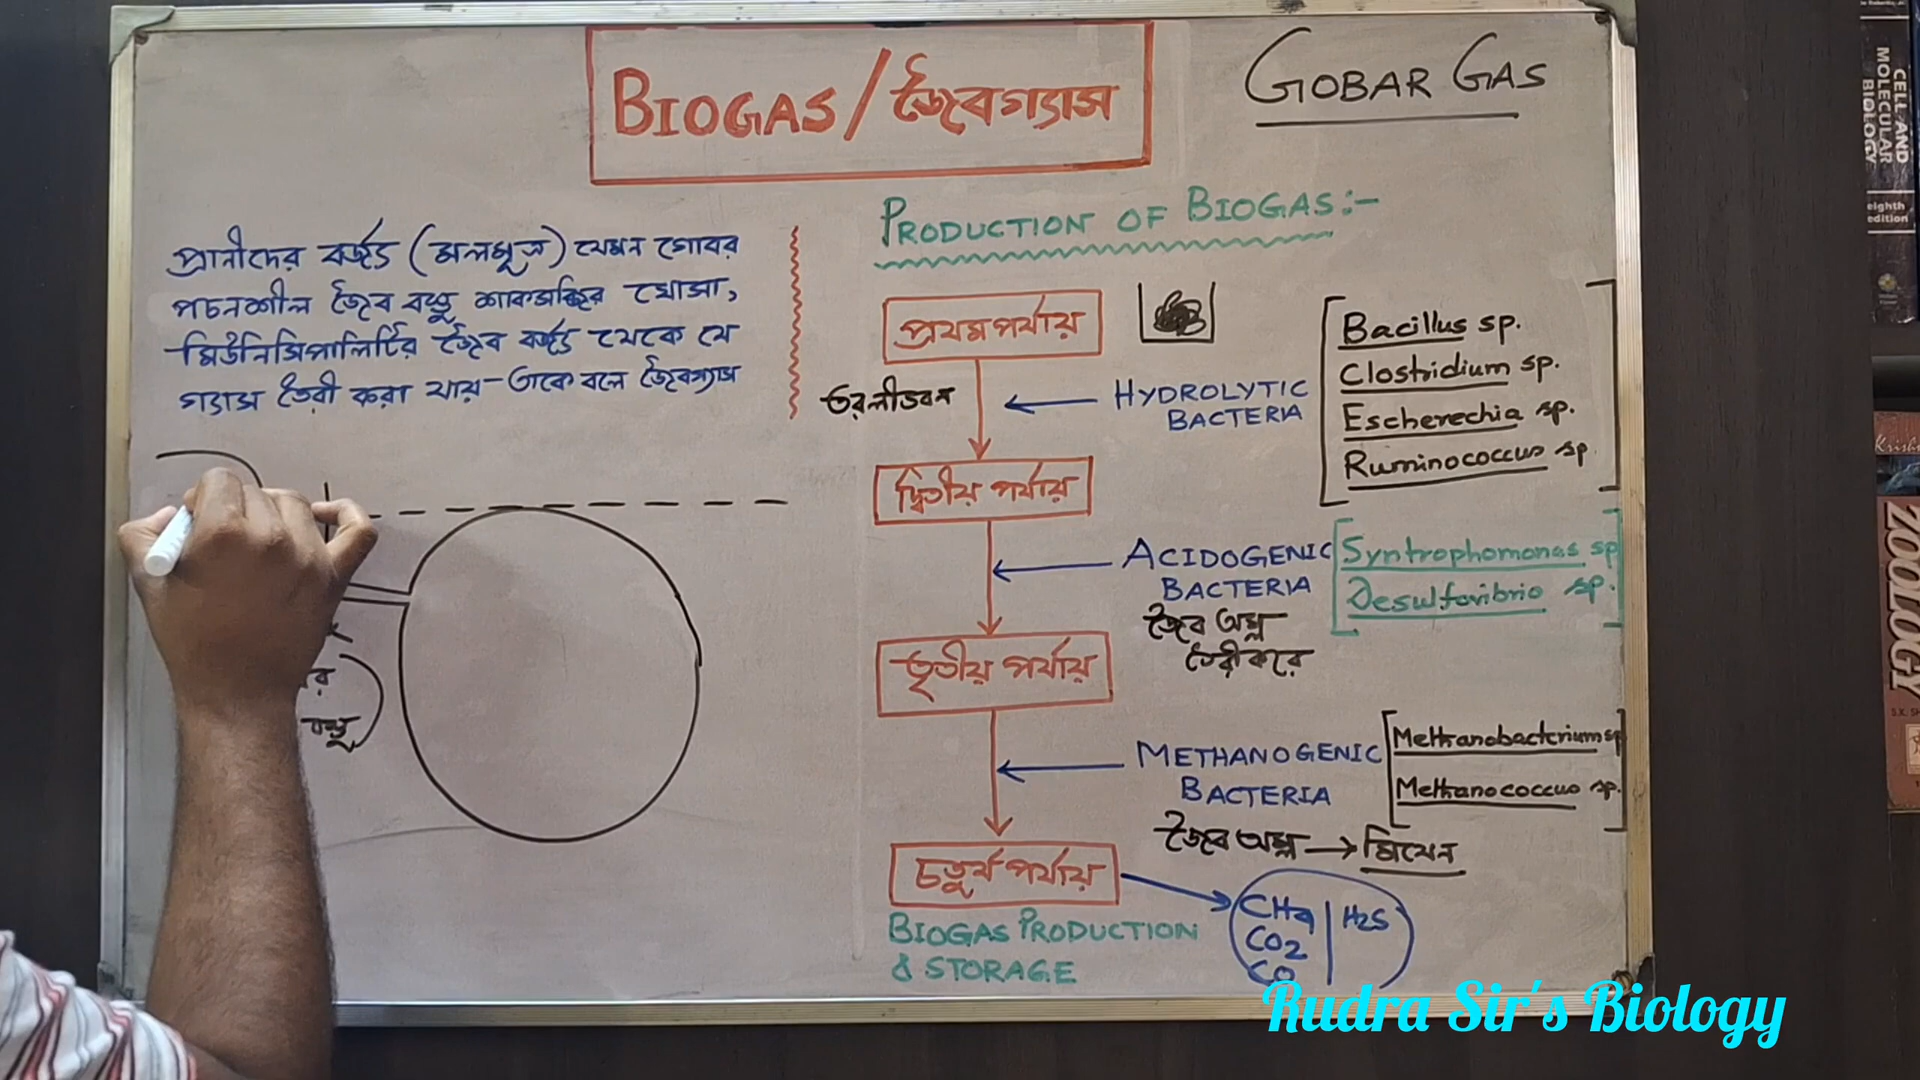 BIOGAS / জৈবগ্যাস
GOBAR GAS
প্রানীদের বর্জ্য (মলমূত্র) যেমন গোবর
পচনশীল জৈব বস্তু শাকসব্জির খোসা,
মিউনিসিপালিটির জৈব বর্জ্য থেকে যে
গ্যাস তৈরী করা যায়-তাকে বলে জৈবগ্যাস
বস্তু
PRODUCTION OF BIOGAS:-
প্রথম পর্যায়
তরলীভবন
HYDROLYTIC
BACTERIA
Bacillus sp.
Clostridium sp.
Escherechia sp.
Ruminococcus sp.
দ্বিতীয় পর্যায়
ACIDOGENIC
BACTERIA
জৈব অম্ল
তৈরী করে
Syntrophomonas sp
Desulfovibrio sp.
তৃতীয় পর্যায়
METHANOGENIC
BACTERIA
Methanobacterium sp
Methanococcus sp.
জৈব অম্ল → মিথেন
চতুর্থ পর্যায়
BIOGAS PRODUCTION
& STORAGE
CH4 | H2S
CO2
CO
Rudra Sir's Biology
CELL AND
MOLECULAR
BIOLOGY
eighth
edition
ZOOLOGY